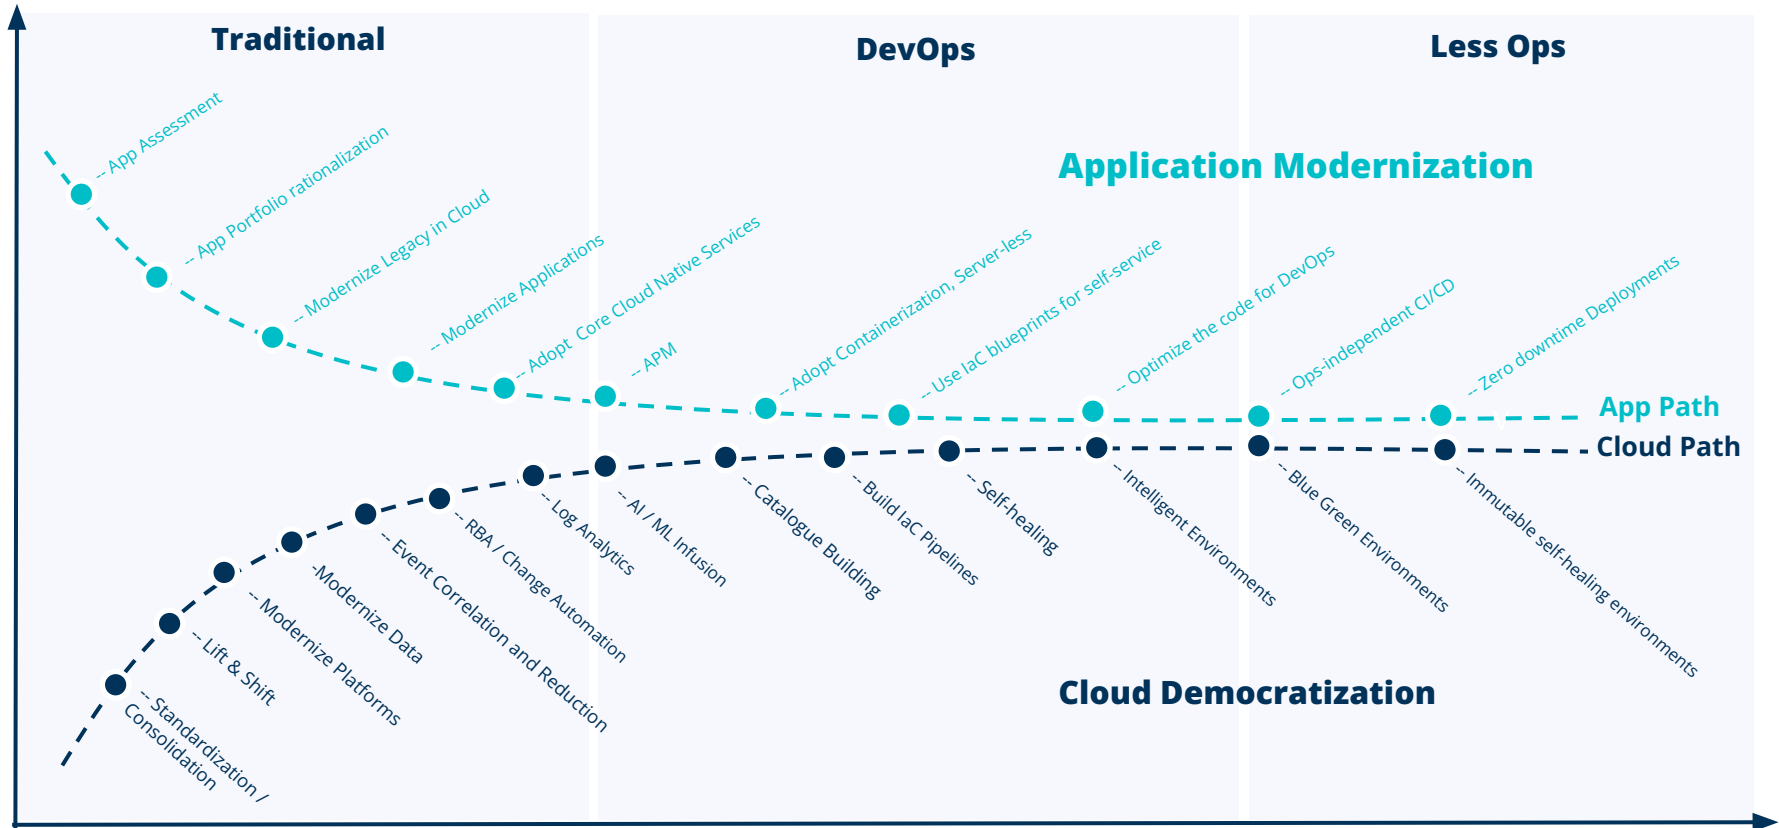 Traditional
DevOps
Less Ops
Application Modernization
-- App Assessment
-- App Portfolio rationalization
-- Modernize Legacy in Cloud
-- Modernize Applications
-- Adopt Core Cloud Native Services
-- APM
-- Adopt Containerization, Server-less
-- Use IaC blueprints for self-service
-- Optimize the code for DevOps
-- Ops-independent CI/CD
-- Zero downtime Deployments
App Path
Cloud Path
-- Standardization /
Consolidation
-- Lift & Shift
-- Modernize Platforms
-Modernize Data
-- Event Correlation and Reduction
-- RBA / Change Automation
-- Log Analytics
-- AI / ML Infusion
-- Catalogue Building
-- Build IaC Pipelines
-- Self-healing
-- Intelligent Environments
-- Blue Green Environments
-- Immutable self-healing environments
Cloud Democratization